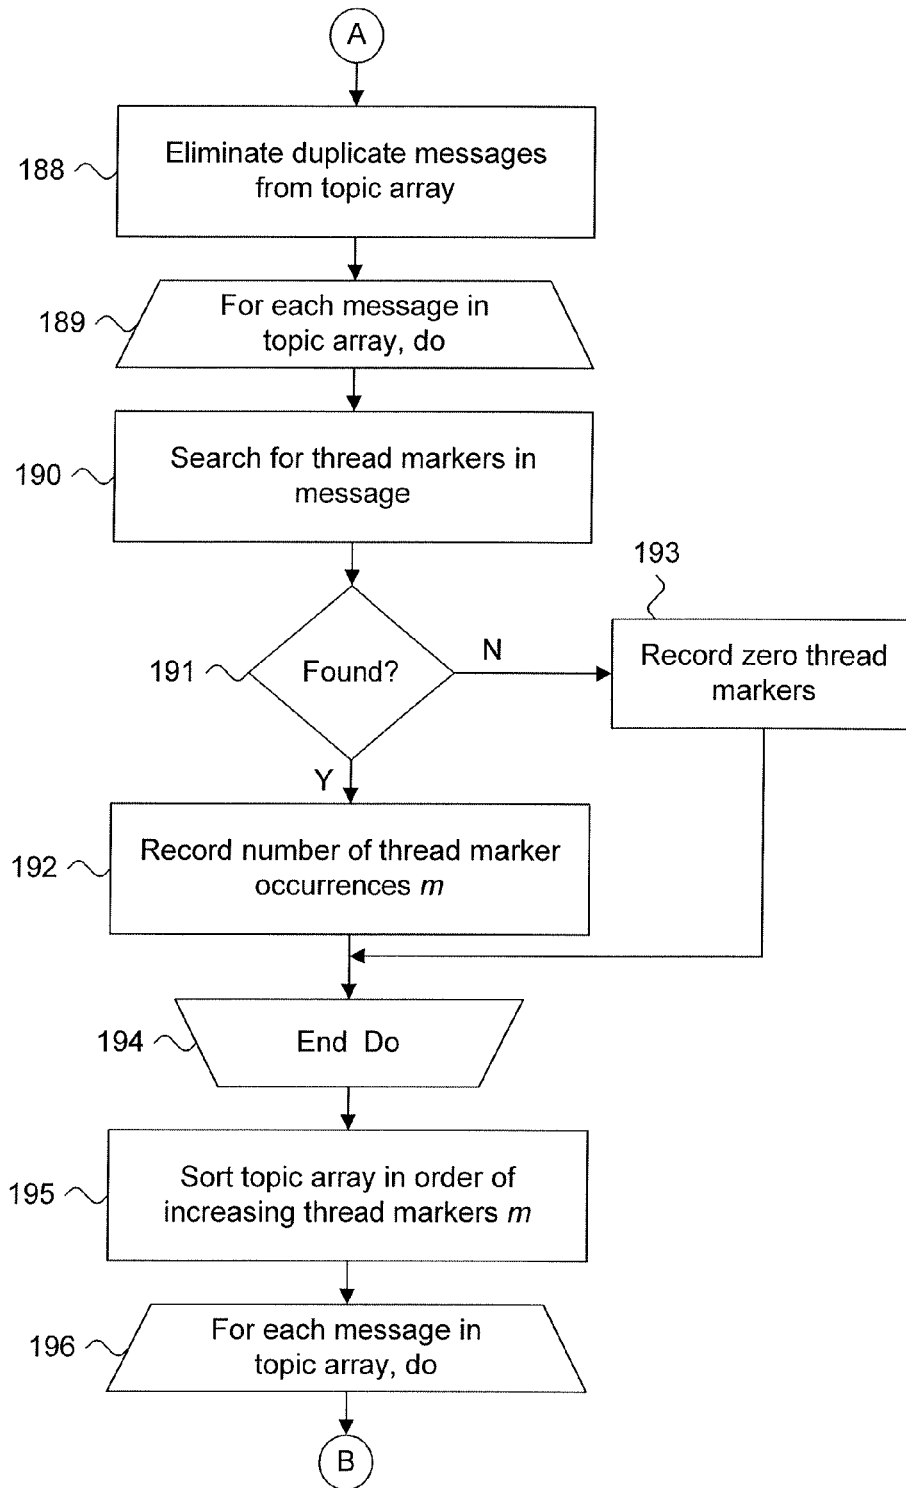 A
188
Eliminate duplicate messages
from topic array
189
For each message in
topic array, do
190
Search for thread markers in
message
193
191
Found?
N
Record zero thread
markers
Y
192
Record number of thread marker
occurrences m
194
End Do
195
Sort topic array in order of
increasing thread markers m
196
For each message in
topic array, do
B